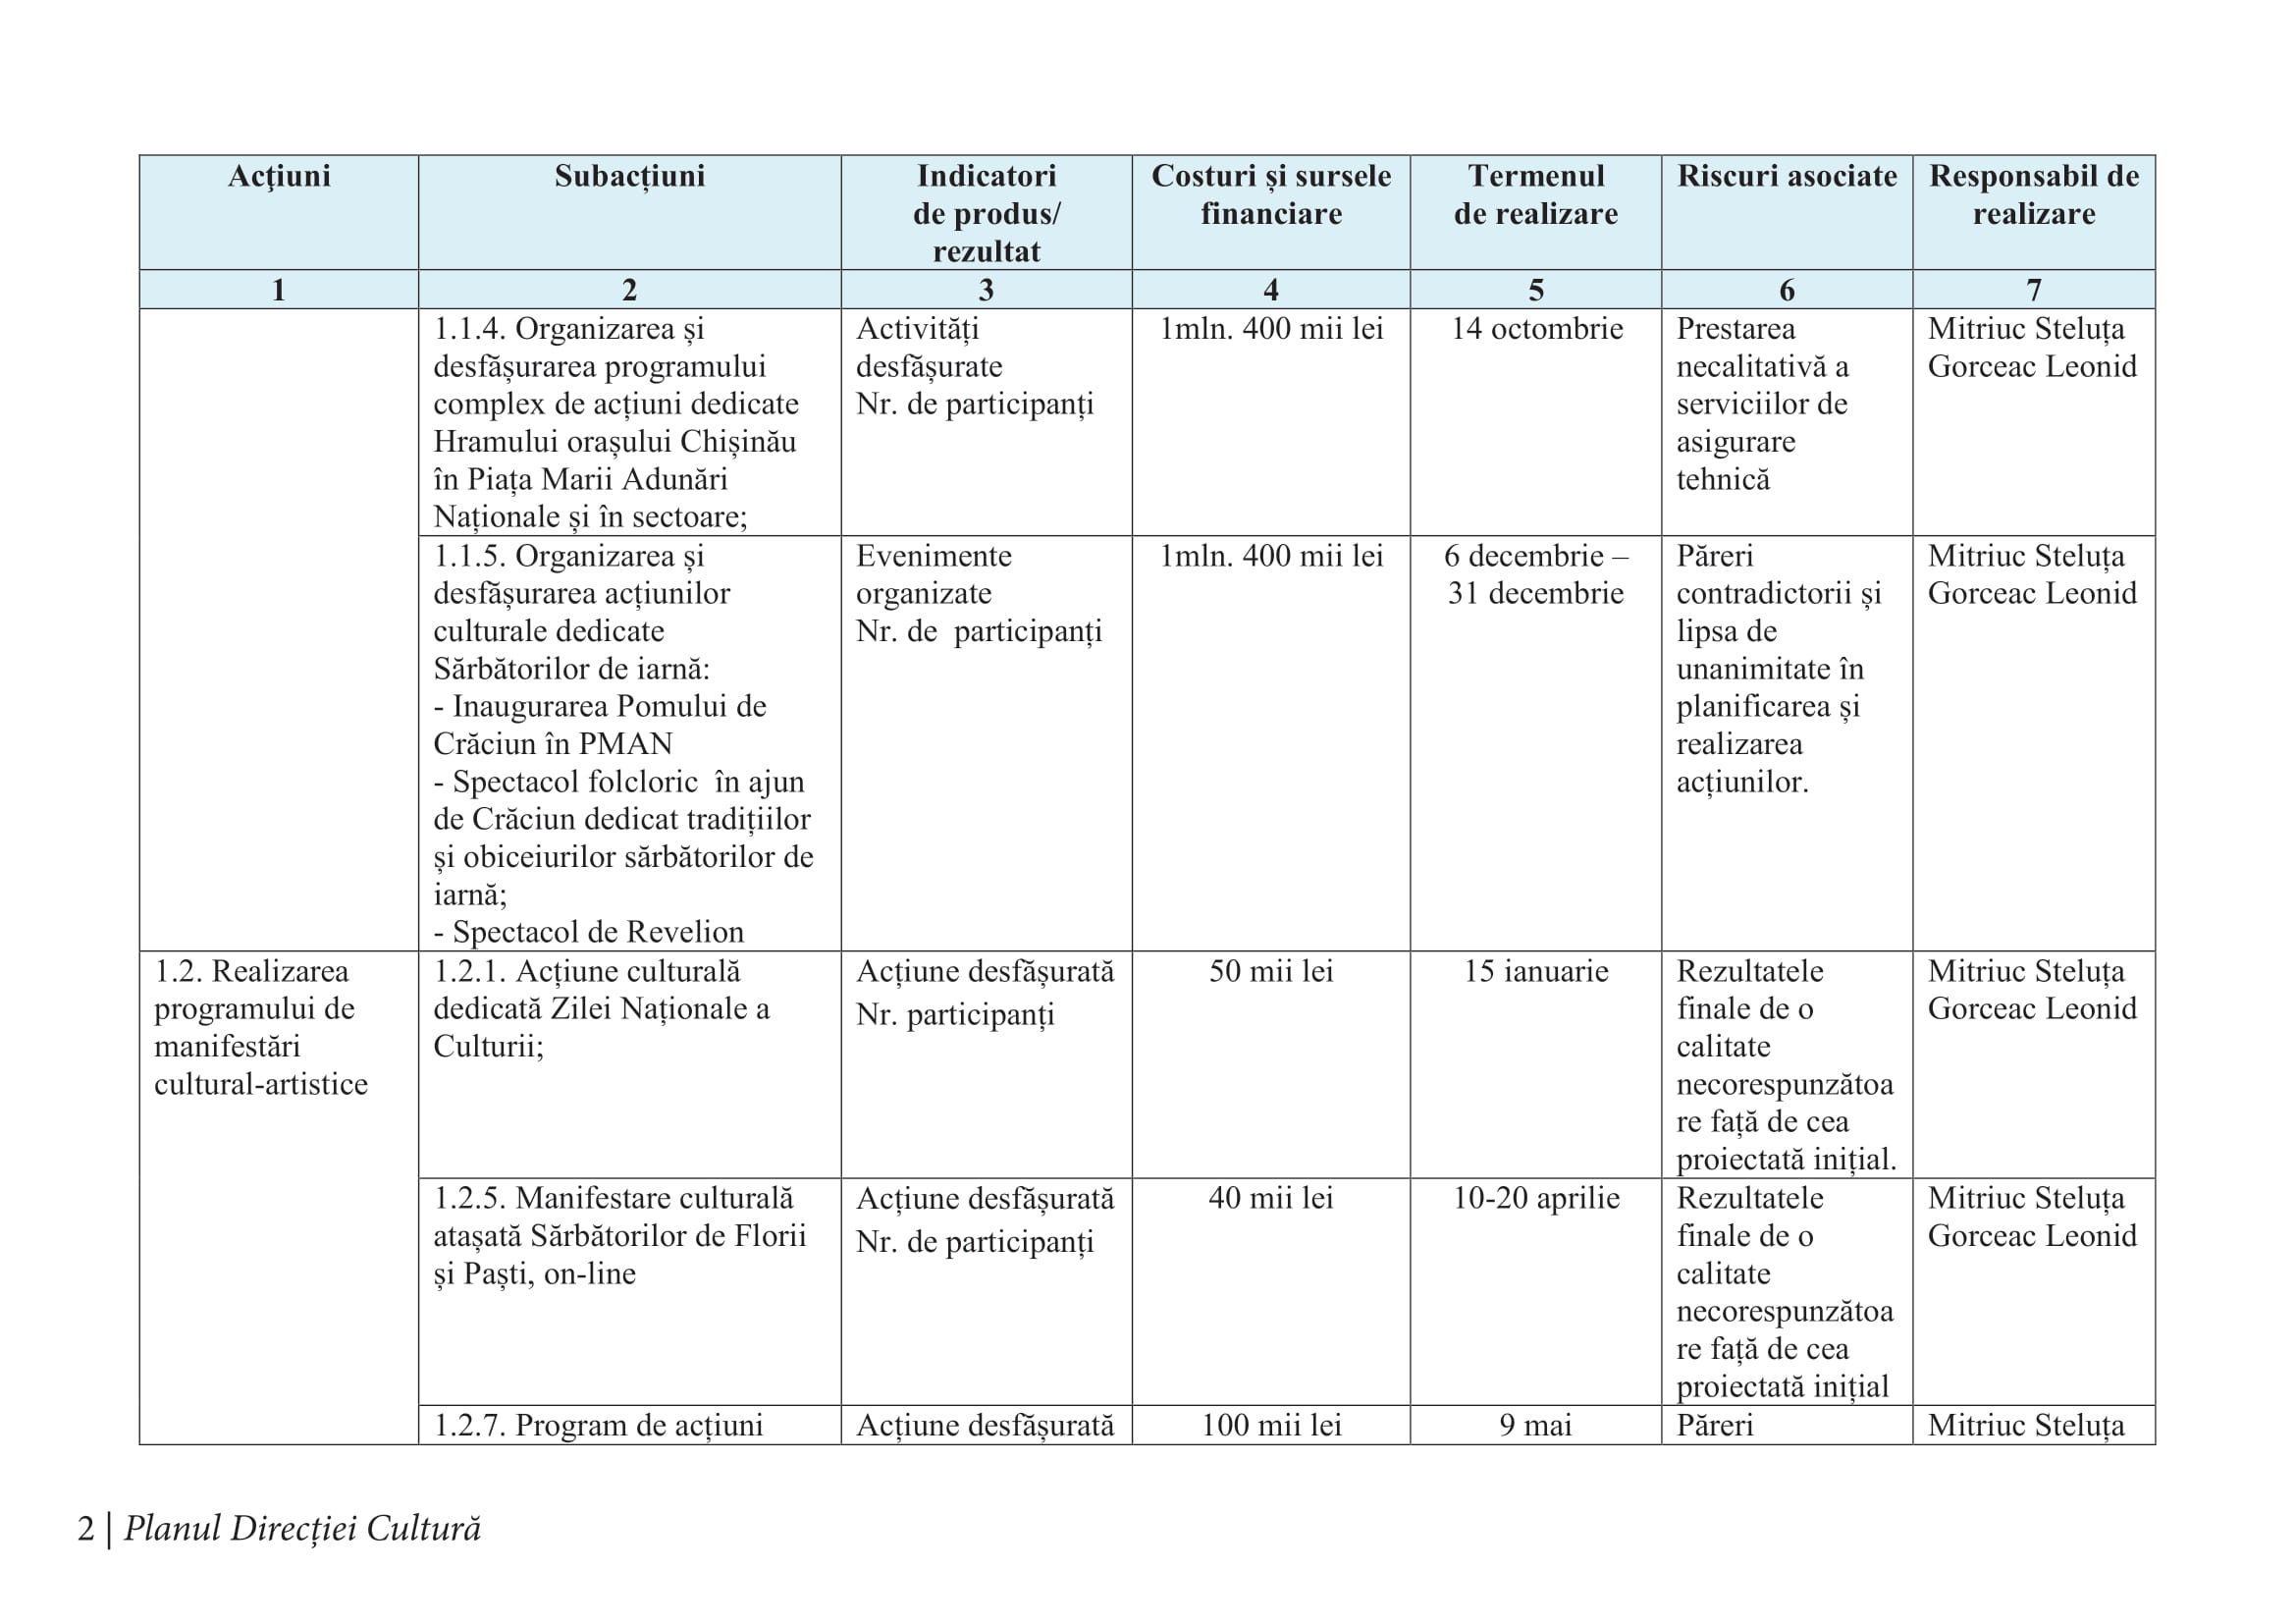 Acţiuni
Subacțiuni
Indicatori
de produs/
rezultat
Costuri și sursele
financiare
Termenul
de realizare
Riscuri asociate
Responsabil de
realizare
1
2
3
4
5
6
7
1.1.4. Organizarea și
desfășurarea programului
complex de acțiuni dedicate
Hramului orașului Chișinău
în Piața Marii Adunări
Naționale și în sectoare;
Activități
desfășurate
Nr. de participanți
1mln. 400 mii lei
14 octombrie
Prestarea
necalitativă a
serviciilor de
asigurare
tehnică
Mitriuc Steluța
Gorceac Leonid
1.1.5. Organizarea și
desfășurarea acțiunilor
culturale dedicate
Sărbătorilor de iarnă:
- Inaugurarea Pomului de
Crăciun în PMAN
- Spectacol folcloric  în ajun
de Crăciun dedicat tradițiilor
și obiceiurilor sărbătorilor de
iarnă;
- Spectacol de Revelion
Evenimente
organizate
Nr. de  participanți
1mln. 400 mii lei
6 decembrie –
31 decembrie
Păreri
contradictorii și
lipsa de
unanimitate în
planificarea și
realizarea
acțiunilor.
Mitriuc Steluța
Gorceac Leonid
1.2. Realizarea
programului de
manifestări
cultural-artistice
1.2.1. Acțiune culturală
dedicată Zilei Naționale a
Culturii;
Acțiune desfășurată
Nr. participanți
50 mii lei
15 ianuarie
Rezultatele
finale de o
calitate
necorespunzătoa
re față de cea
proiectată inițial.
Mitriuc Steluța
Gorceac Leonid
1.2.5. Manifestare culturală
atașată Sărbătorilor de Florii
și Paști, on-line
Acțiune desfășurată
Nr. de participanți
40 mii lei
10-20 aprilie
Rezultatele
finale de o
calitate
necorespunzătoa
re față de cea
proiectată inițial
Mitriuc Steluța
Gorceac Leonid
1.2.7. Program de acțiuni
Acțiune desfășurată
100 mii lei
9 mai
Păreri
Mitriuc Steluța
2 | Planul Direcției Cultură